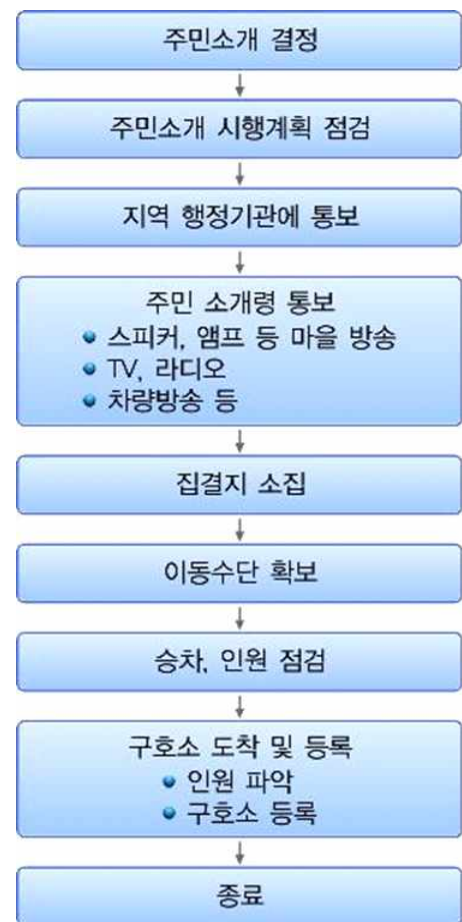 주민소개 결정
주민소개 시행계획 점검
지역 행정기관에 통보
주민 소개령 통보
스피커, 앰프 등 마을 방송
TV, 라디오
차량방송 등
집결지 소집
이동수단 확보
승차, 인원 점검
구호소 도착 및 등록
인원 파악
구호소 등록
종료